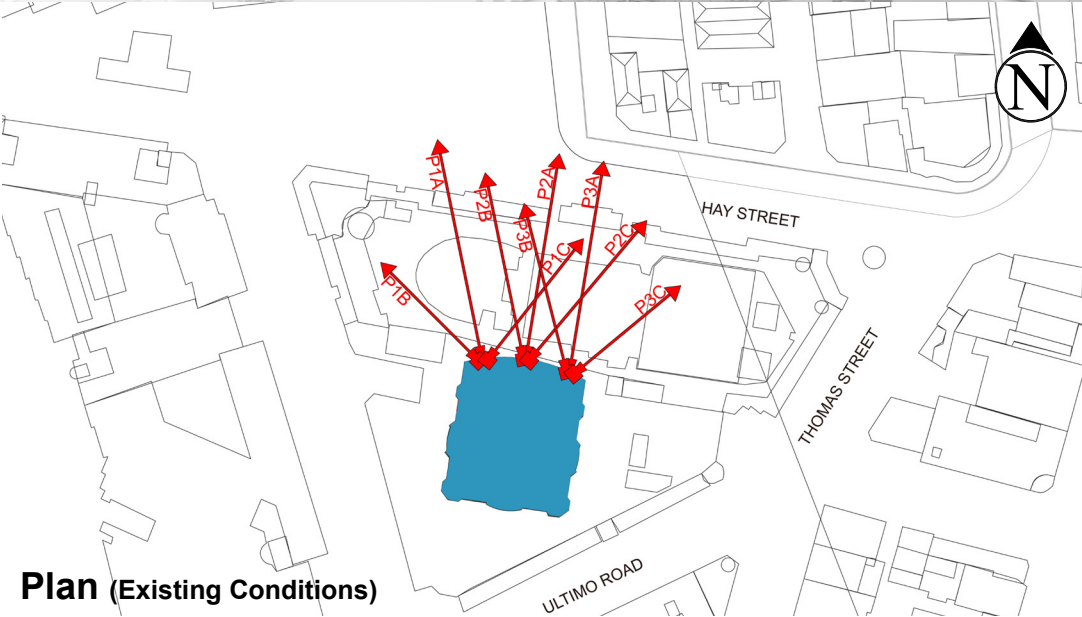 N
P1A
P2B
P2A
P3A
P3B
P1C
P2C
HAY STREET
P1B
P3C
THOMAS STREET
ULTIMO ROAD
Plan (Existing Conditions)